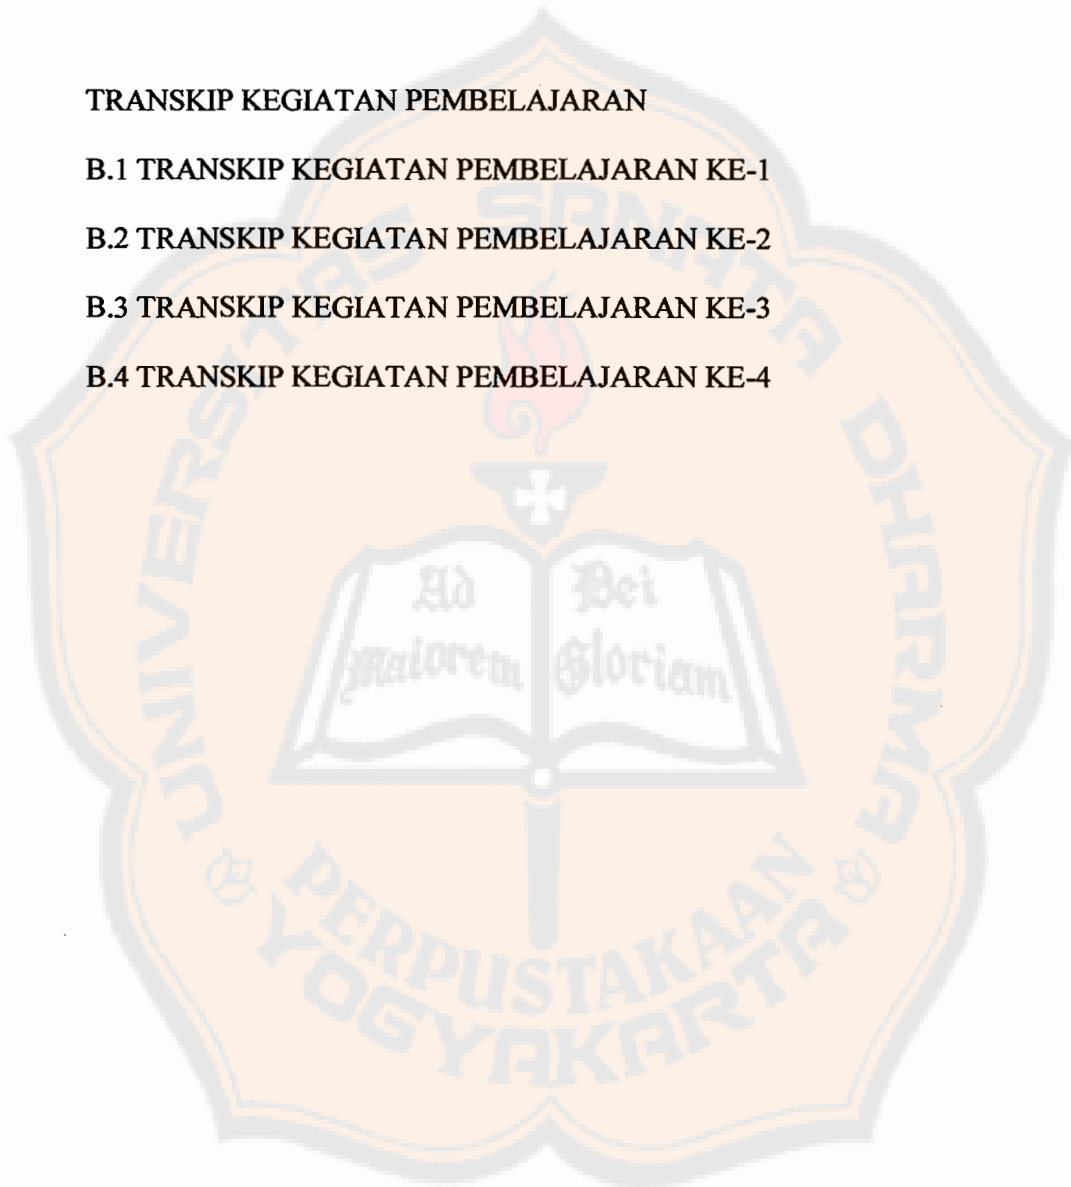 TRANSKIP KEGIATAN PEMBELAJARAN
B.1 TRANSKIP KEGIATAN PEMBELAJARAN KE-1
B.2 TRANSKIP KEGIATAN PEMBELAJARAN KE-2
B.3 TRANSKIP KEGIATAN PEMBELAJARAN KE-3
B.4 TRANSKIP KEGIATAN PEMBELAJARAN KE-4
UNIVERSITAS SANATA DHARMA
Ad Dei
maiorem Gloriam
PERPUSTAKAAN
YOGYAKARTA